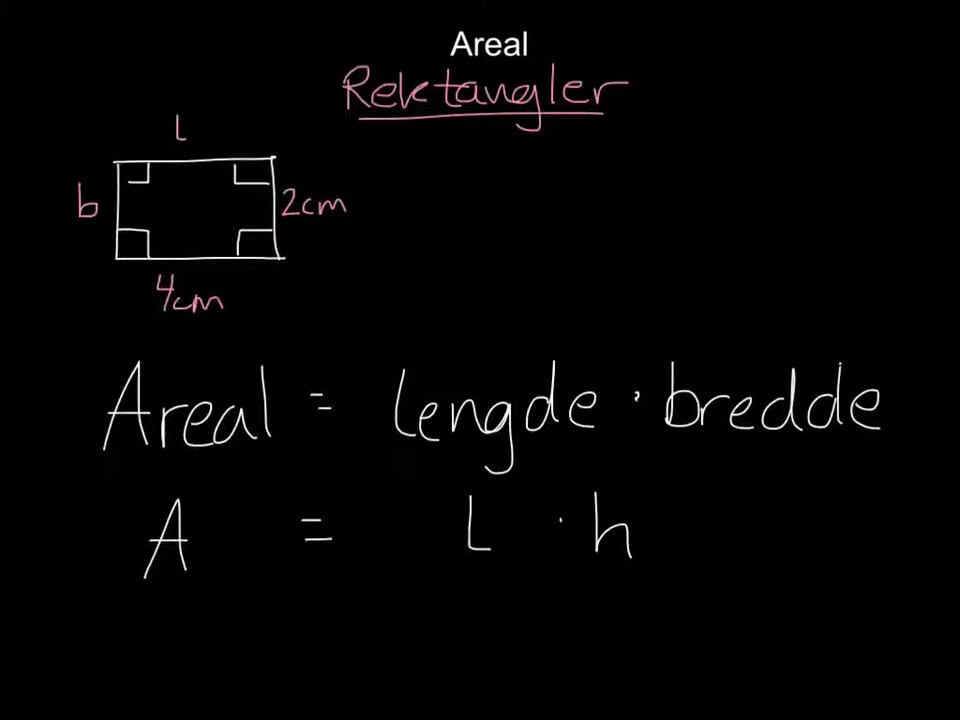 Areal
Rektangler
L
b
2cm
4cm
Areal = lengde · bredde
A = L · h